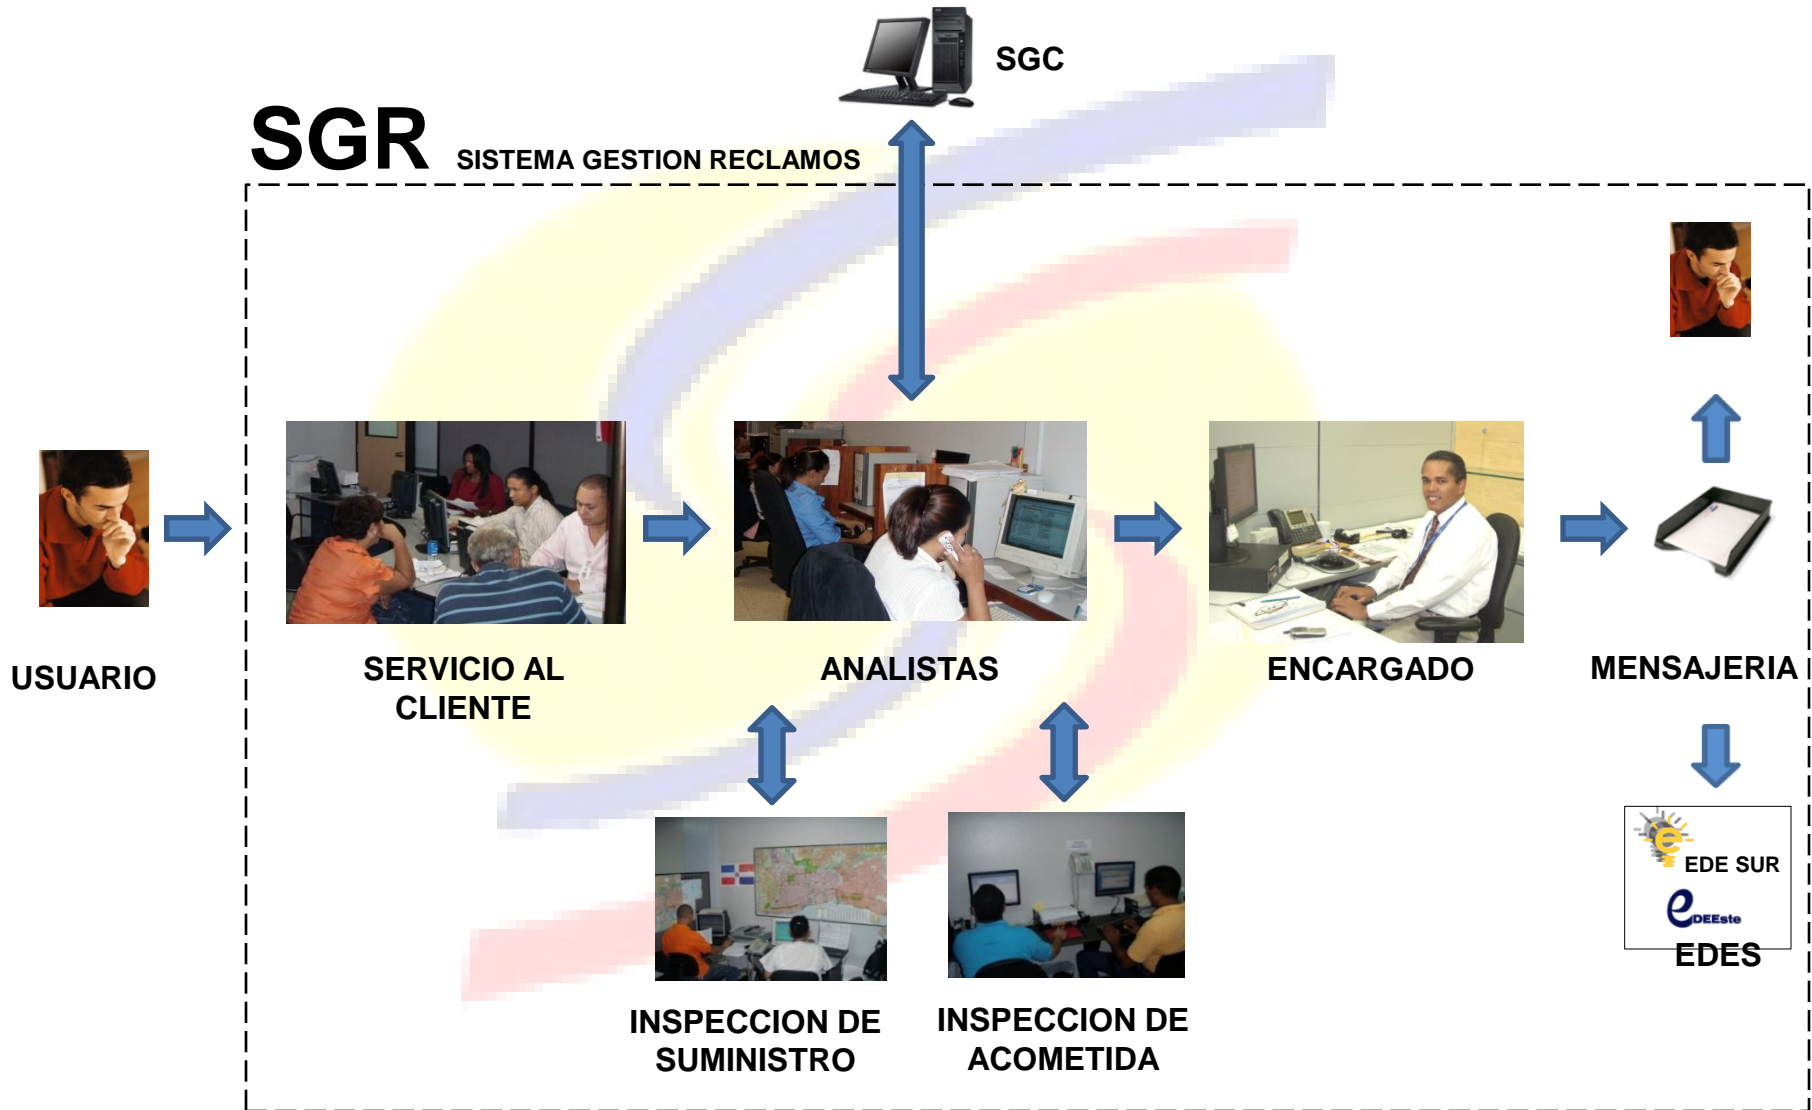 SGC
SGR SISTEMA GESTION RECLAMOS
USUARIO
SERVICIO AL
CLIENTE
ANALISTAS
ENCARGADO
MENSAJERIA
INSPECCION DE
SUMINISTRO
INSPECCION DE
ACOMETIDA
e
EDE SUR
eDEEste
EDES